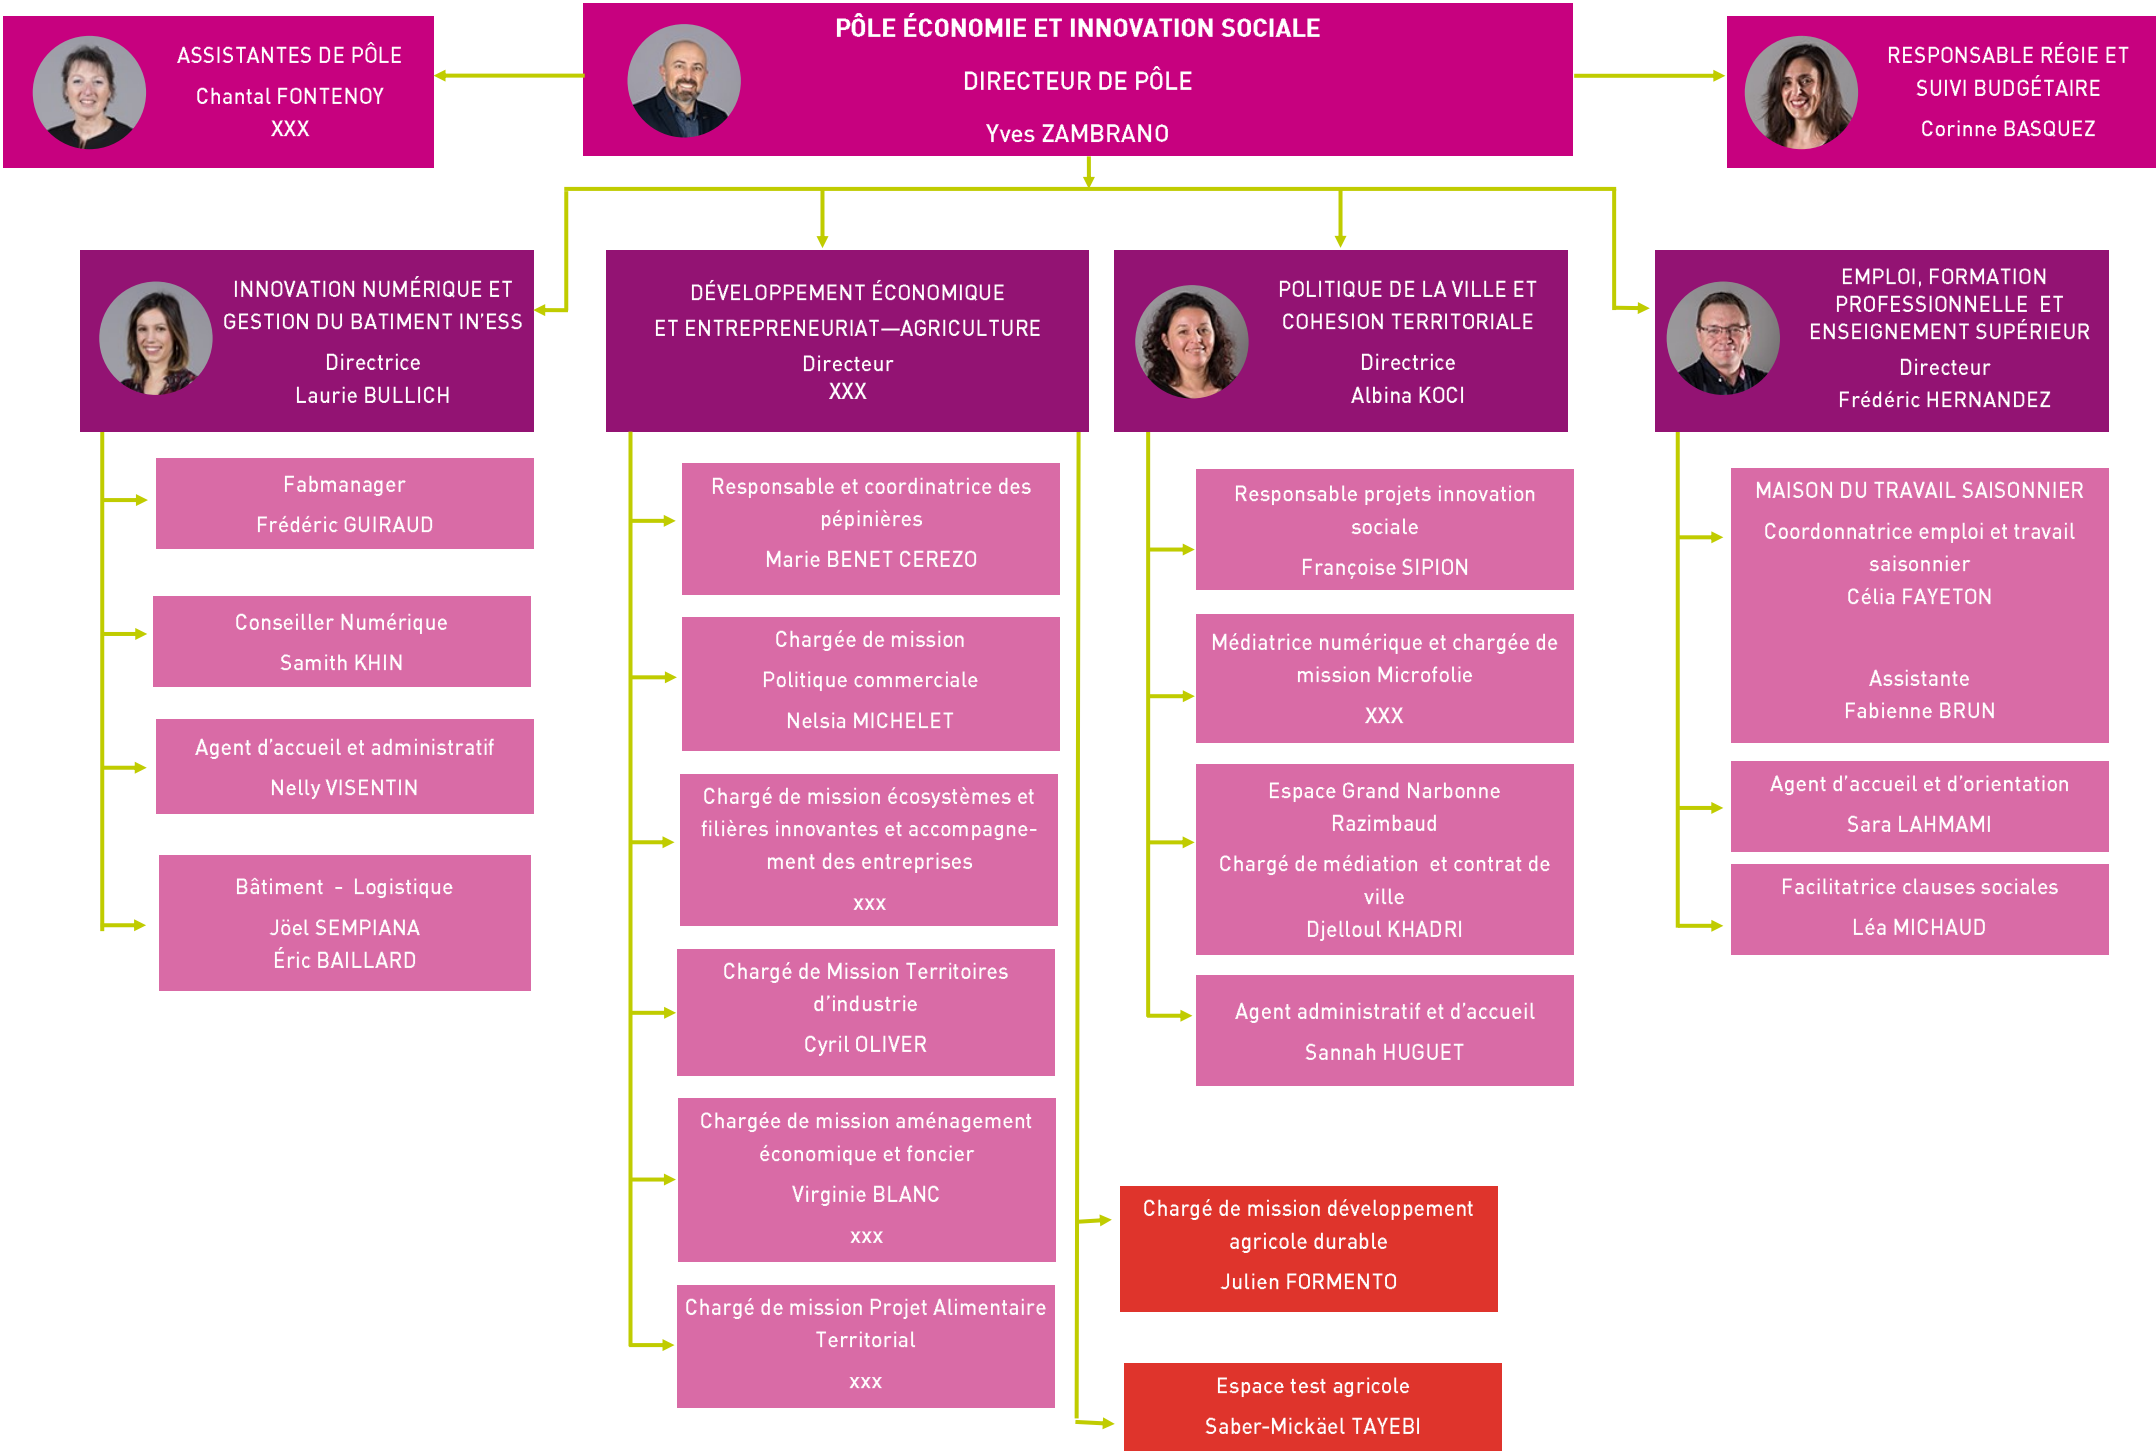 ASSISTANTES DE PÔLE
Chantal FONTENOY
XXX
PÔLE ÉCONOMIE ET INNOVATION SOCIALE
DIRECTEUR DE PÔLE
Yves ZAMBRANO
RESPONSABLE RÉGIE ET
SUIVI BUDGÉTAIRE
Corinne BASQUEZ
INNOVATION NUMÉRIQUE ET
GESTION DU BATIMENT IN’ESS
Directrice
Laurie BULLICH
Fabmanager
Frédéric GUIRAUD
Conseiller Numérique
Samith KHIN
Agent d’accueil et administratif
Nelly VISENTIN
Bâtiment - Logistique
Jöel SEMPIANA
Éric BAILLARD
DÉVELOPPEMENT ÉCONOMIQUE
ET ENTREPRENEURIAT—AGRICULTURE
Directeur
XXX
Responsable et coordinatrice des
pépinières
Marie BENET CEREZO
Chargée de mission
Politique commerciale
Nelsia MICHELET
Chargé de mission écosystèmes et
filières innovantes et accompagne-
ment des entreprises
xxx
Chargé de Mission Territoires
d’industrie
Cyril OLIVER
Chargée de mission aménagement
économique et foncier
Virginie BLANC
xxx
Chargé de mission Projet Alimentaire
Territorial
xxx
Chargé de mission développement
agricole durable
Julien FORMENTO
Espace test agricole
Saber-Mickäel TAYEBI
POLITIQUE DE LA VILLE ET
COHESION TERRITORIALE
Directrice
Albina KOCI
Responsable projets innovation
sociale
Françoise SIPION
Médiatrice numérique et chargée de
mission Microfolie
XXX
Espace Grand Narbonne
Razimbaud
Chargé de médiation et contrat de
ville
Djelloul KHADRI
Agent administratif et d’accueil
Sannah HUGUET
EMPLOI, FORMATION
PROFESSIONNELLE ET
ENSEIGNEMENT SUPÉRIEUR
Directeur
Frédéric HERNANDEZ
MAISON DU TRAVAIL SAISONNIER
Coordonnatrice emploi et travail
saisonnier
Célia FAYETON
Assistante
Fabienne BRUN
Agent d’accueil et d’orientation
Sara LAHMAMI
Facilitatrice clauses sociales
Léa MICHAUD